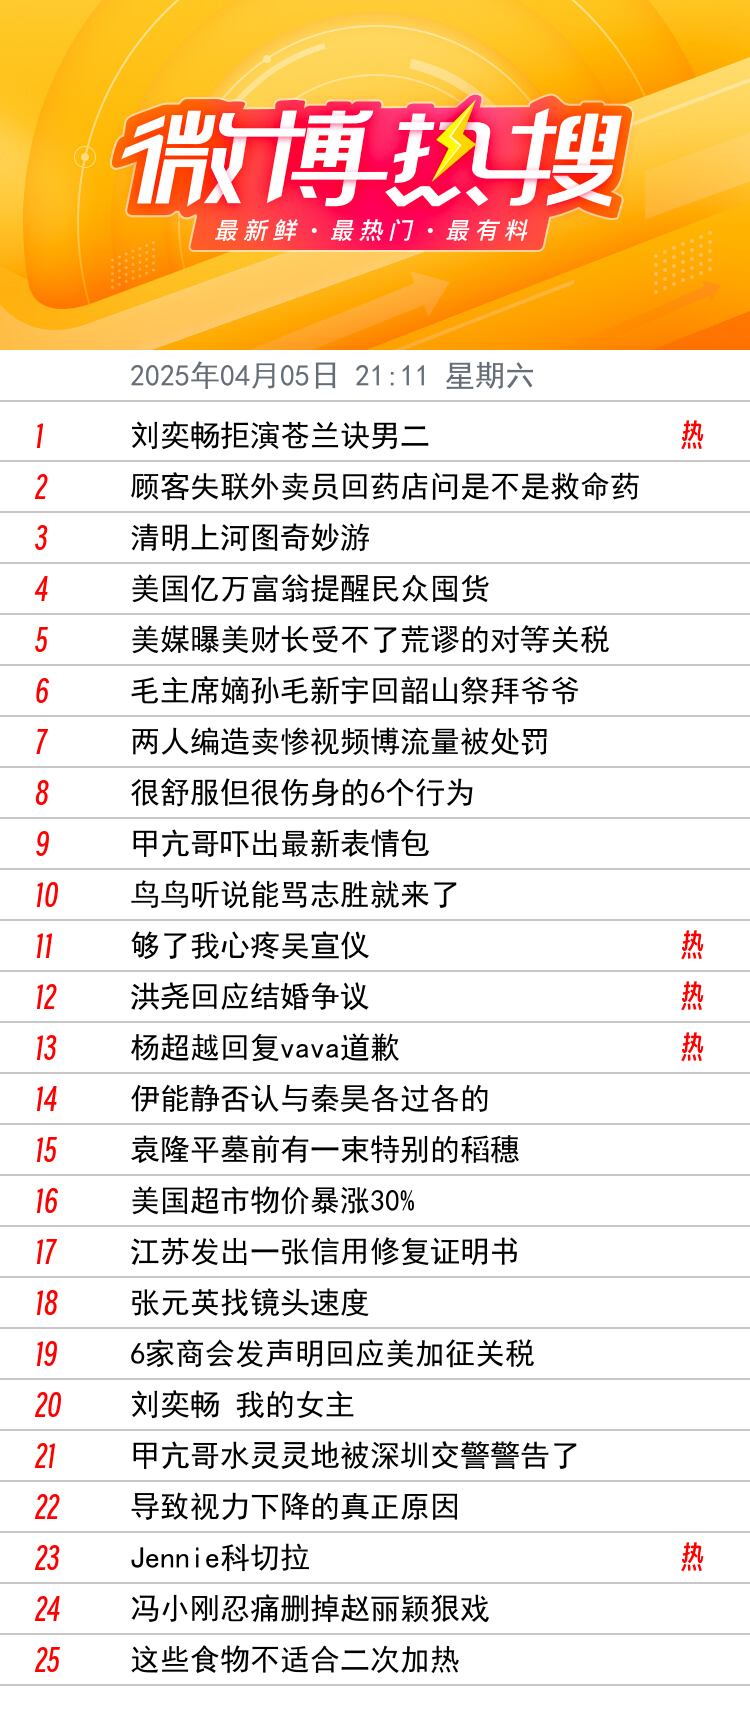 微博热搜
最新鲜·最热门·最有料
2025年04月05日 21:11 星期六
1 刘奕畅拒演苍兰诀男二 热
2 顾客失联外卖员回药店问是不是救命药
3 清明上河图奇妙游
4 美国亿万富翁提醒民众囤货
5 美媒曝美财长受不了荒谬的对等关税
6 毛主席嫡孙毛新宇回韶山祭拜爷爷
7 两人编造卖惨视频博流量被处罚
8 很舒服但很伤身的6个行为
9 甲亢哥吓出最新表情包
10 鸟鸟听说能骂志胜就来了
11 够了我心疼吴宣仪 热
12 洪尧回应结婚争议 热
13 杨超越回复vava道歉 热
14 伊能静否认与秦昊各过各的
15 袁隆平墓前有一束特别的稻穗
16 美国超市物价暴涨30%
17 江苏发出一张信用修复证明书
18 张元英找镜头速度
19 6家商会发声明回应美加征关税
20 刘奕畅 我的女主
21 甲亢哥水灵灵地被深圳交警警告了
22 导致视力下降的真正原因
23 Jennie科切拉 热
24 冯小刚忍痛删掉赵丽颖狠戏
25 这些食物不适合二次加热